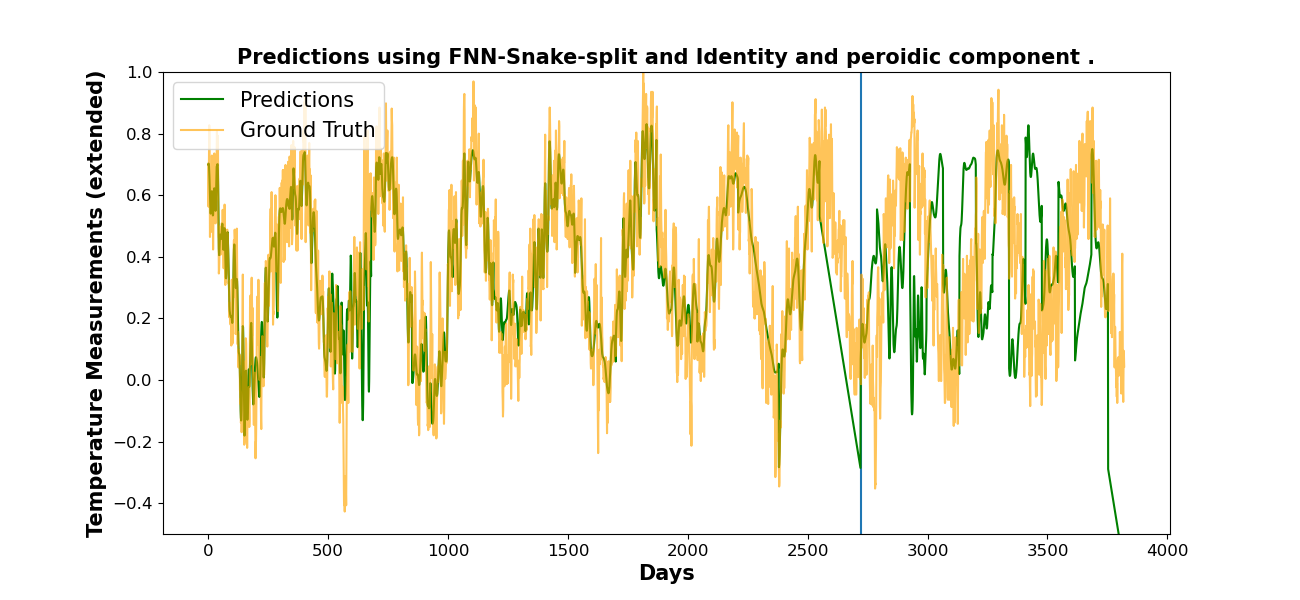 Predictions using FNN-Snake-split and Identity and peroidic component .
Predictions
Ground Truth
Temperature Measurements (extended)
1.0
0.8
0.6
0.4
0.2
0.0
−0.2
−0.4
0 500 1000 1500 2000 2500 3000 3500 4000
Days